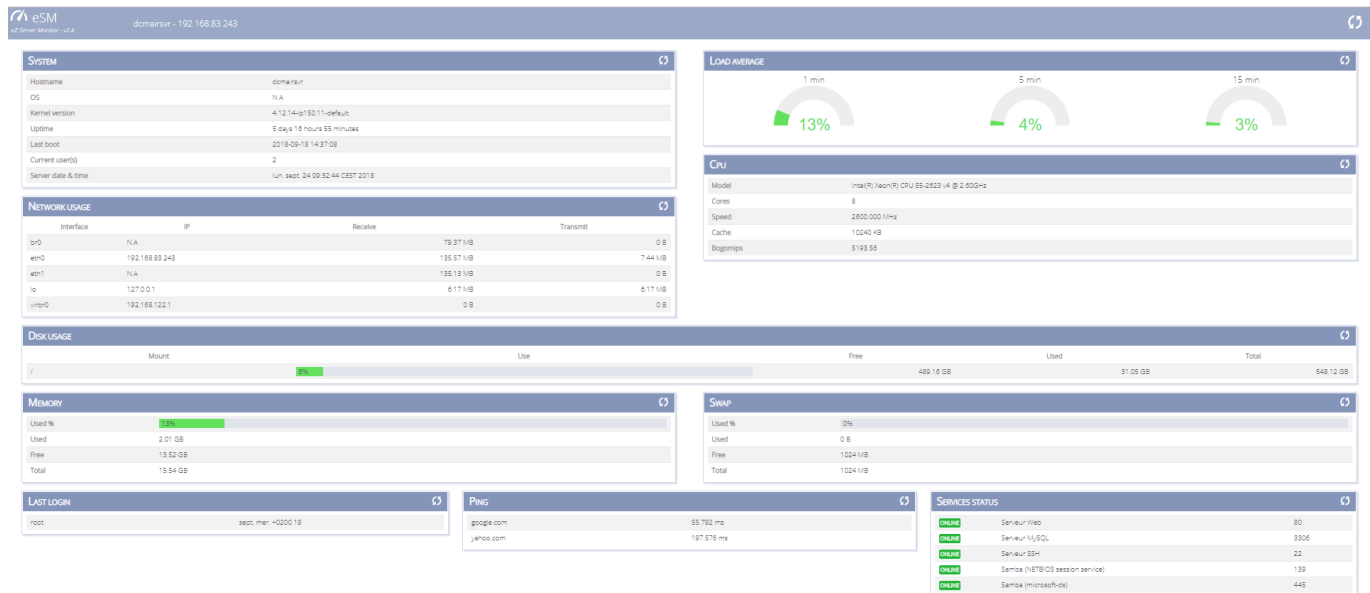 eSM
eZ Server Monitor - v2.4
dcmairsvr - 192.168.83.243
SYSTEM
Hostname dcmairsvr
OS N.A
Kernel version 4.12.14-lp150.11-default
Uptime 5 days 16 hours 55 minutes
Last boot 2018-09-18 14:37:08
Current user(s) 2
Server date & time lun. sept. 24 09:32:44 CEST 2018
LOAD AVERAGE
1 min 5 min 15 min
13% 4% 3%
CPU
Model Intel(R) Xeon(R) CPU E5-2623 v4 @ 2.60GHz
Cores 8
Speed 2600.000 MHz
Cache 10240 KB
Bogomips 5193.56
NETWORK USAGE
Interface IP Receive Transmit
br0 N.A 79.37 MB 0 B
eth0 192.168.83.243 135.57 MB 7.44 MB
eth1 N.A 135.13 MB 0 B
lo 127.0.0.1 6.17 MB 6.17 MB
virbr0 192.168.122.1 0 B 0 B
DISK USAGE
Mount Use Free Used Total
/ 6% 489.16 GB 31.05 GB 548.12 GB
MEMORY
Used % 13%
Used 2.01 GB
Free 13.52 GB
Total 15.54 GB
SWAP
Used % 0%
Used 0 B
Free 1024 MB
Total 1024 MB
LAST LOGIN
root sept. mer. +0200 19
PING
google.com 55.792 ms
yahoo.com 197.576 ms
SERVICES STATUS
ONLINE Serveur Web 80
ONLINE Serveur MySQL 3306
ONLINE Serveur SSH 22
ONLINE Samba (NETBIOS session service) 139
ONLINE Samba (microsoft-ds) 445